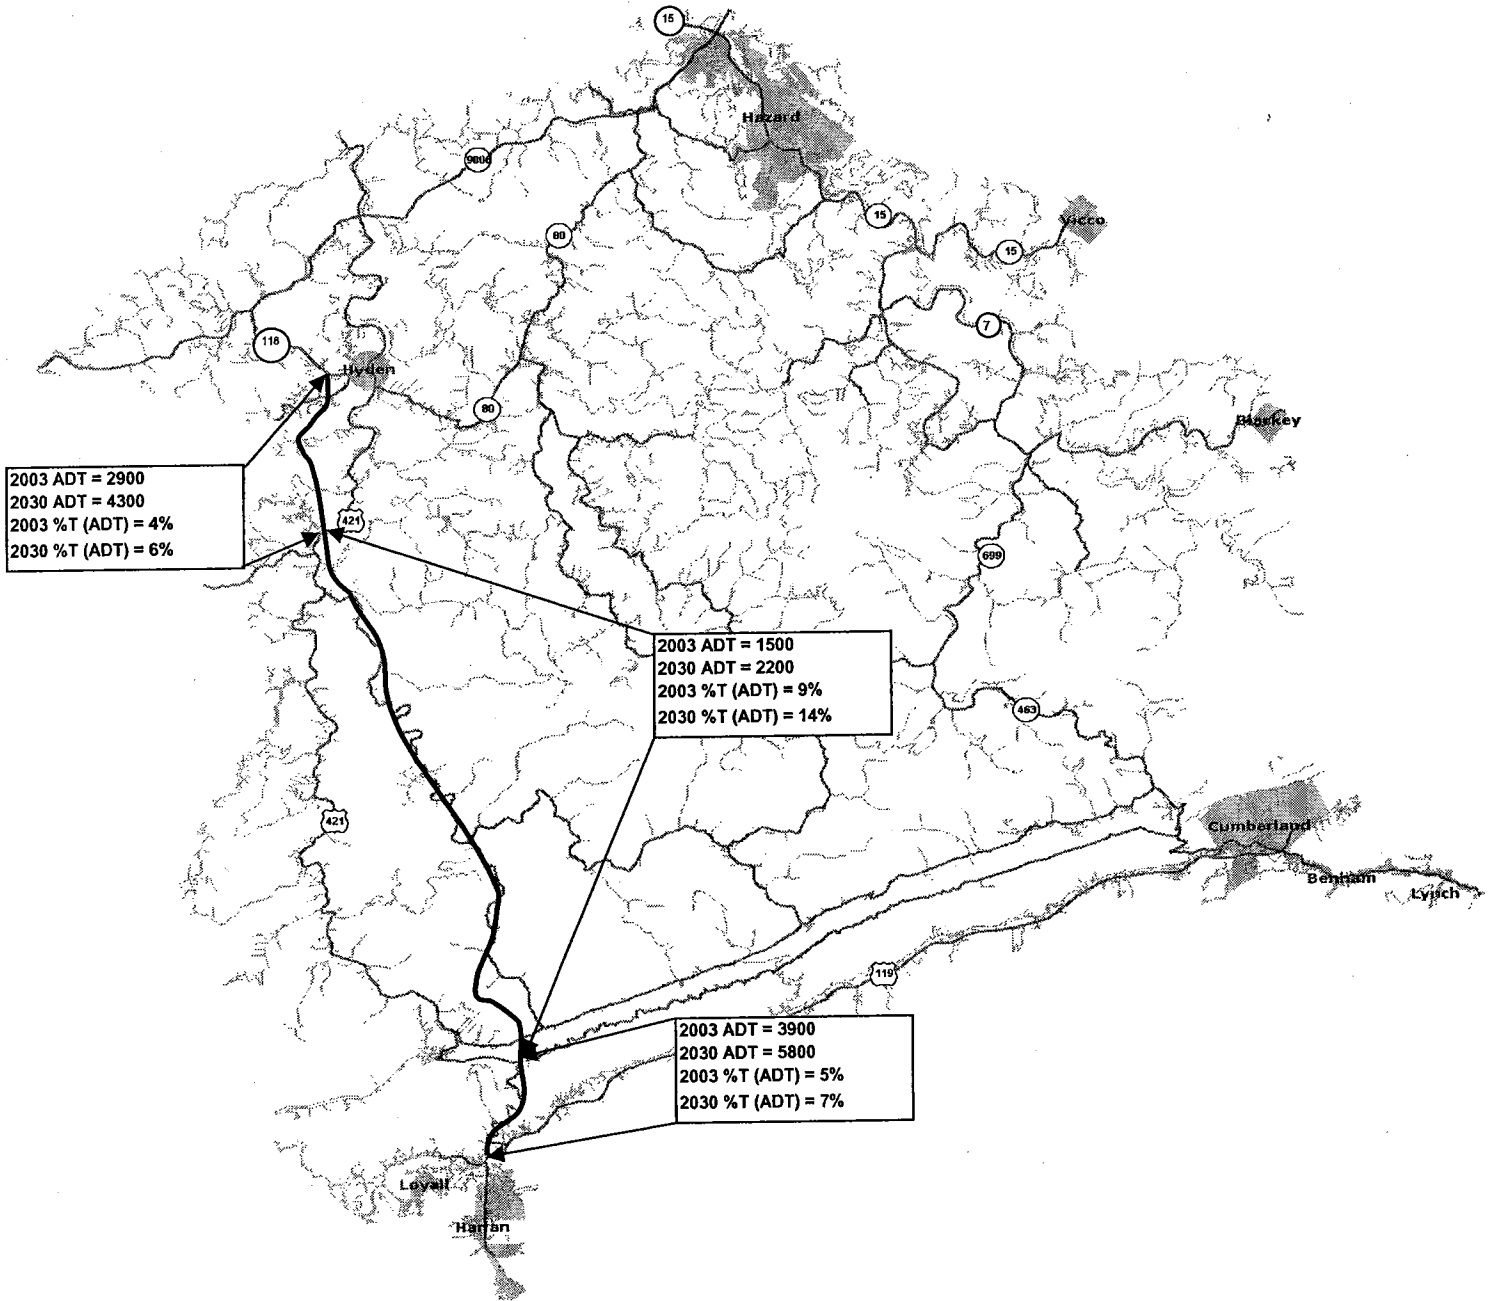 15
Hazard
9006
Vicco
15
80
15
7
118
Hyden
80
Blackey
2003 ADT = 2900
2030 ADT = 4300
2003 %T (ADT) = 4%
2030 %T (ADT) = 6%
421
699
2003 ADT = 1500
2030 ADT = 2200
2003 %T (ADT) = 9%
2030 %T (ADT) = 14%
463
421
Cumberland
Benham
Lynch
119
2003 ADT = 3900
2030 ADT = 5800
2003 %T (ADT) = 5%
2030 %T (ADT) = 7%
Loyall
Harlan